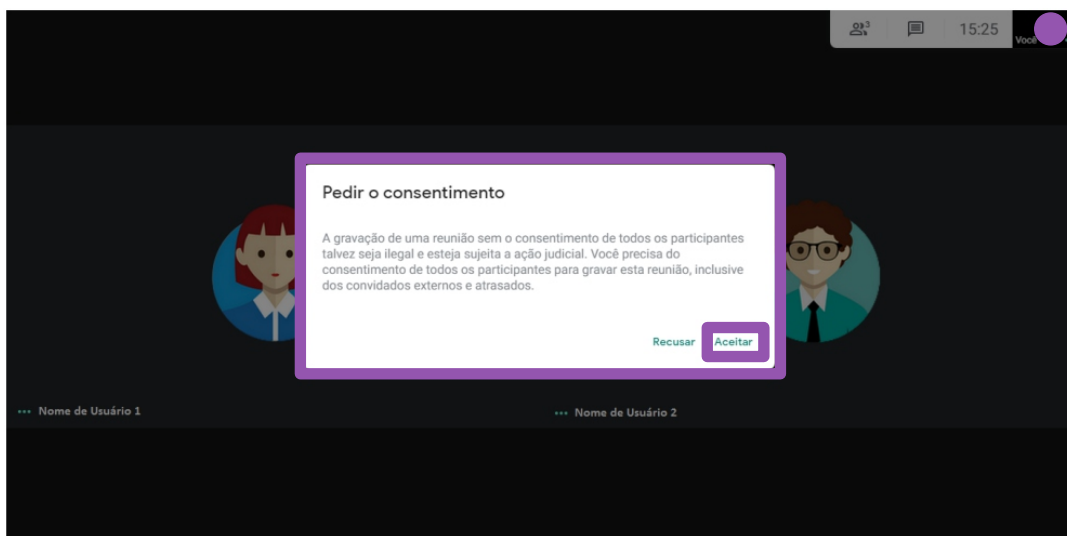 3
15:25
Você
Pedir o consentimento
A gravação de uma reunião sem o consentimento de todos os participantes
talvez seja ilegal e esteja sujeita a ação judicial. Você precisa do
consentimento de todos os participantes para gravar esta reunião, inclusive
dos convidados externos e atrasados.
Recusar Aceitar
Nome de Usuário 1
Nome de Usuário 2